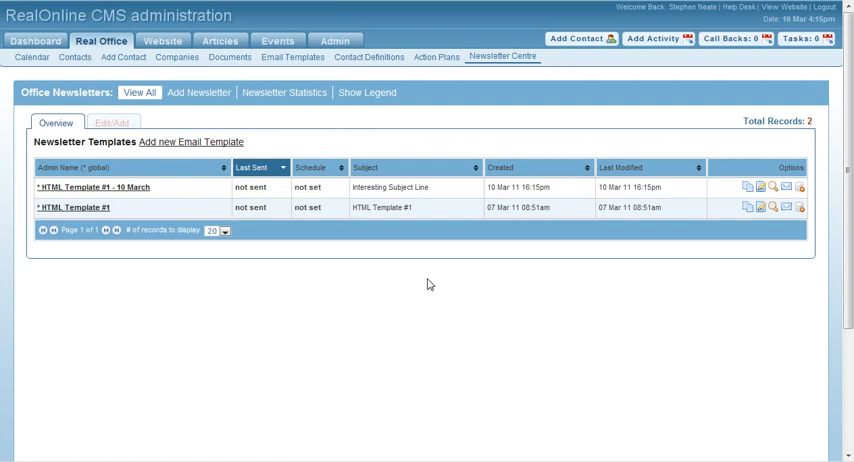 RealOnline CMS administration
Welcome Back: Stephen Neate | Help Desk | View Website | Logout
Date: 10 Mar 4:15pm
Dashboard Real Office Website Articles Events Admin
Add Contact Add Activity Call Backs: 0 Tasks: 0
Calendar Contacts Add Contact Companies Documents Email Templates Contact Definitions Action Plans Newsletter Centre
Office Newsletters: View All Add Newsletter Newsletter Statistics Show Legend
Overview Edit/Add
Total Records: 2
Newsletter Templates Add new Email Template
Admin Name (* global) Last Sent Schedule Subject Created Last Modified Options
* HTML Template #1 - 10 March not sent not set Interesting Subject Line 10 Mar 11 16:15pm 10 Mar 11 16:15pm
* HTML Template #1 not sent not set HTML Template #1 07 Mar 11 08:51am 07 Mar 11 08:51am
Page 1 of 1 # of records to display 20